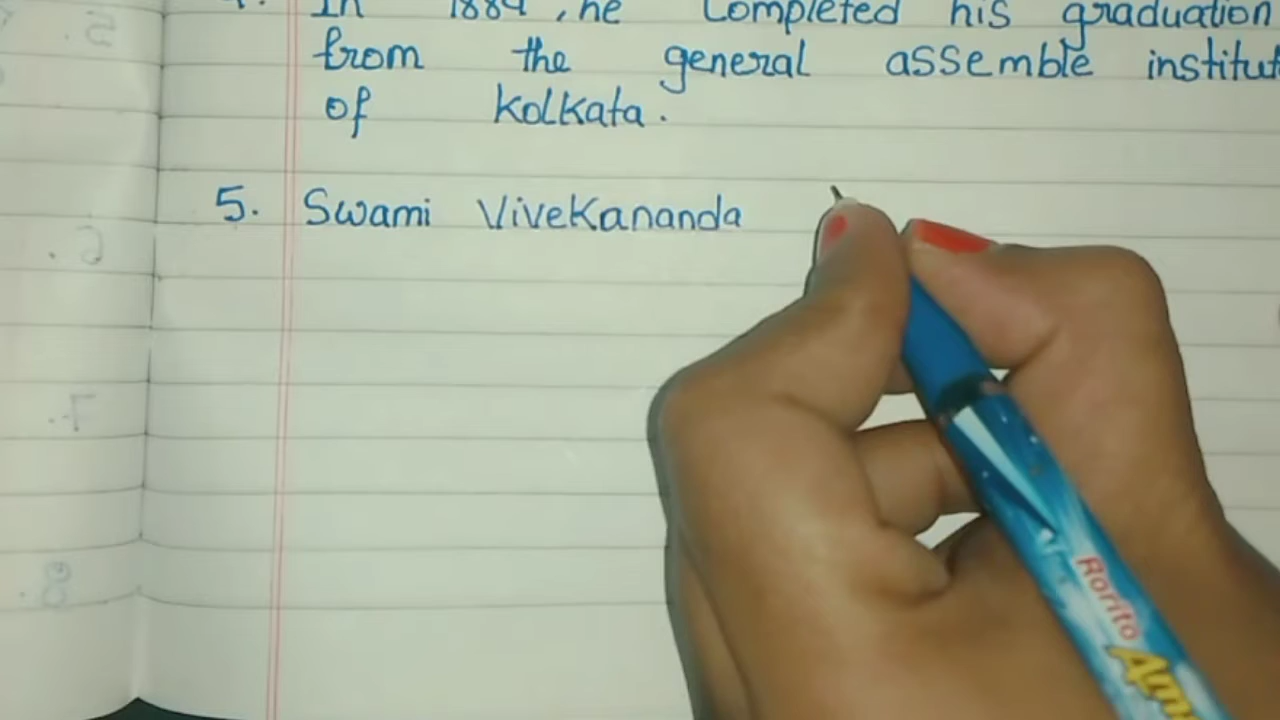 In 1884, he Completed his graduation
from the general assemble institut
of Kolkata.
5. Swami Vivekananda
Rorito